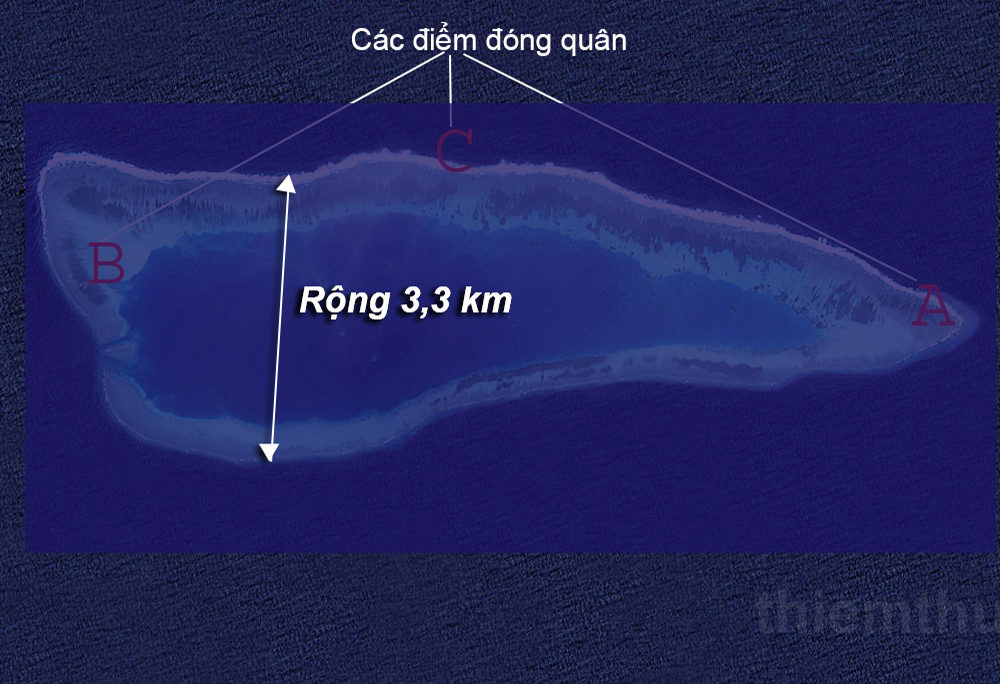 Các điểm đóng quân
C
B
Rộng 3,3 km
A
thiemthu